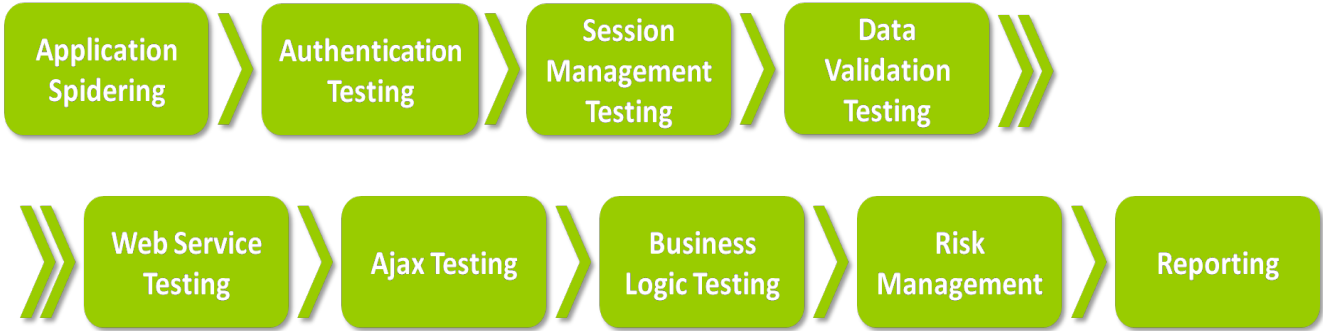 Application
Spidering
Authentication
Testing
Session
Management
Testing
Data
Validation
Testing
Web Service
Testing
Ajax Testing
Business
Logic Testing
Risk
Management
Reporting